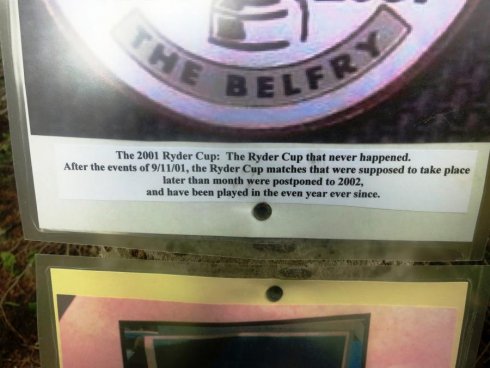 THE BELFRY
The 2001 Ryder Cup: The Ryder Cup that never happened.
After the events of 9/11/01, the Ryder Cup matches that were supposed to take place
later than month were postponed to 2002,
and have been played in the even year ever since.